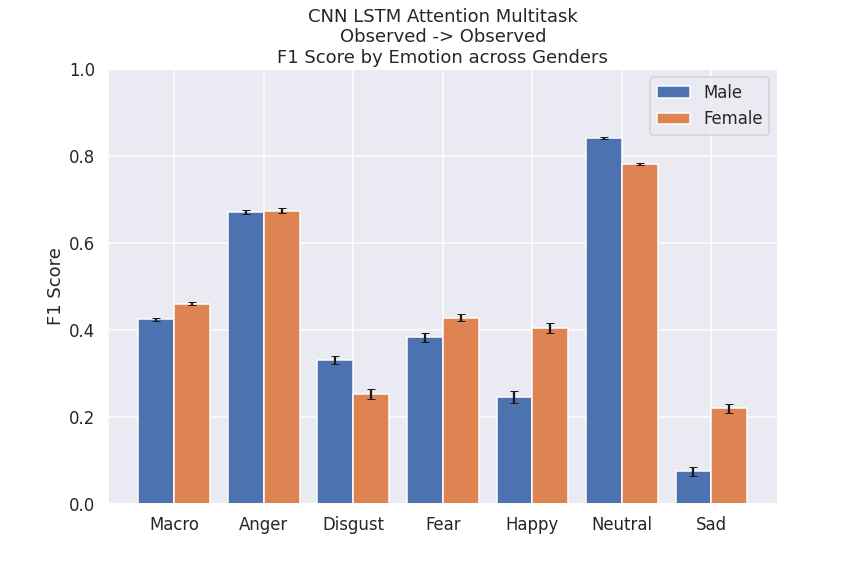 CNN LSTM Attention Multitask
Observed -> Observed
F1 Score by Emotion across Genders
Male
Female
F1 Score
1.0
0.8
0.6
0.4
0.2
0.0
Macro Anger Disgust Fear Happy Neutral Sad